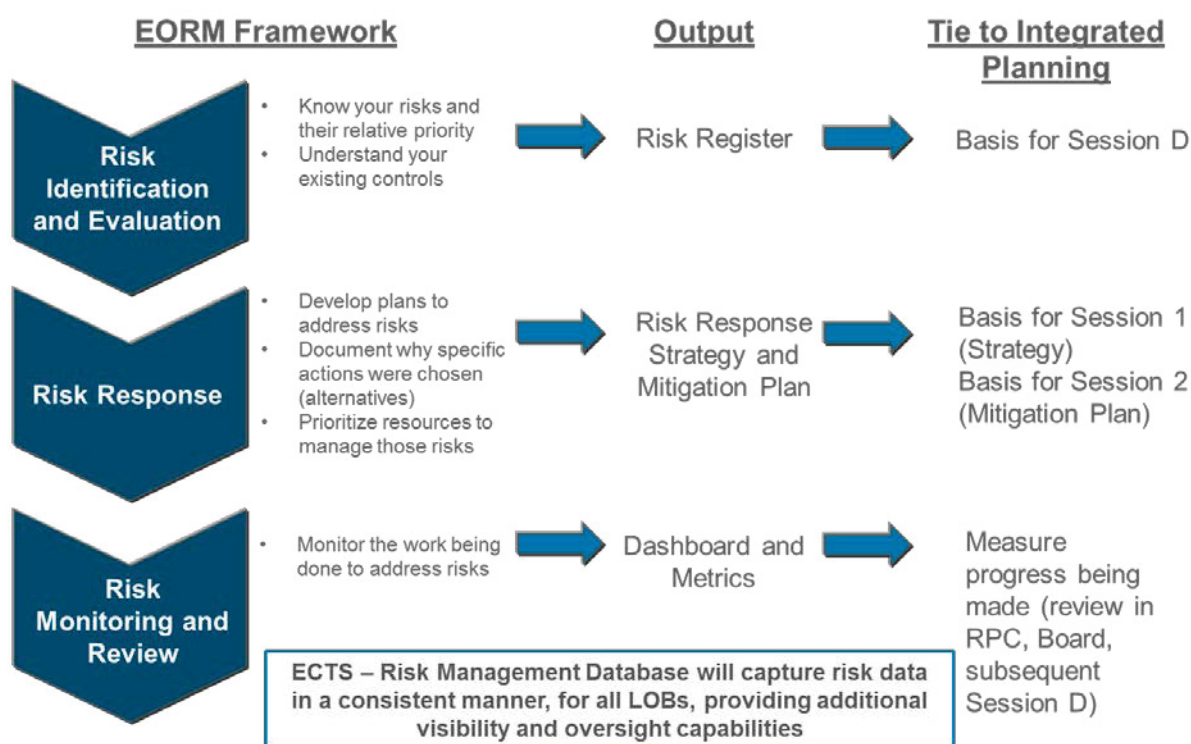 EORM Framework
Output
Tie to Integrated
Planning
Risk
Identification
and Evaluation
• Know your risks and
their relative priority
• Understand your
existing controls
Risk Register
Basis for Session D
Risk Response
• Develop plans to
address risks
• Document why specific
actions were chosen
(alternatives)
• Prioritize resources to
manage those risks
Risk Response
Strategy and
Mitigation Plan
Basis for Session 1
(Strategy)
Basis for Session 2
(Mitigation Plan)
Risk
Monitoring and
Review
• Monitor the work being
done to address risks
Dashboard and
Metrics
Measure
progress being
made (review in
RPC, Board,
subsequent
Session D)
ECTS – Risk Management Database will capture risk data
in a consistent manner, for all LOBs, providing additional
visibility and oversight capabilities